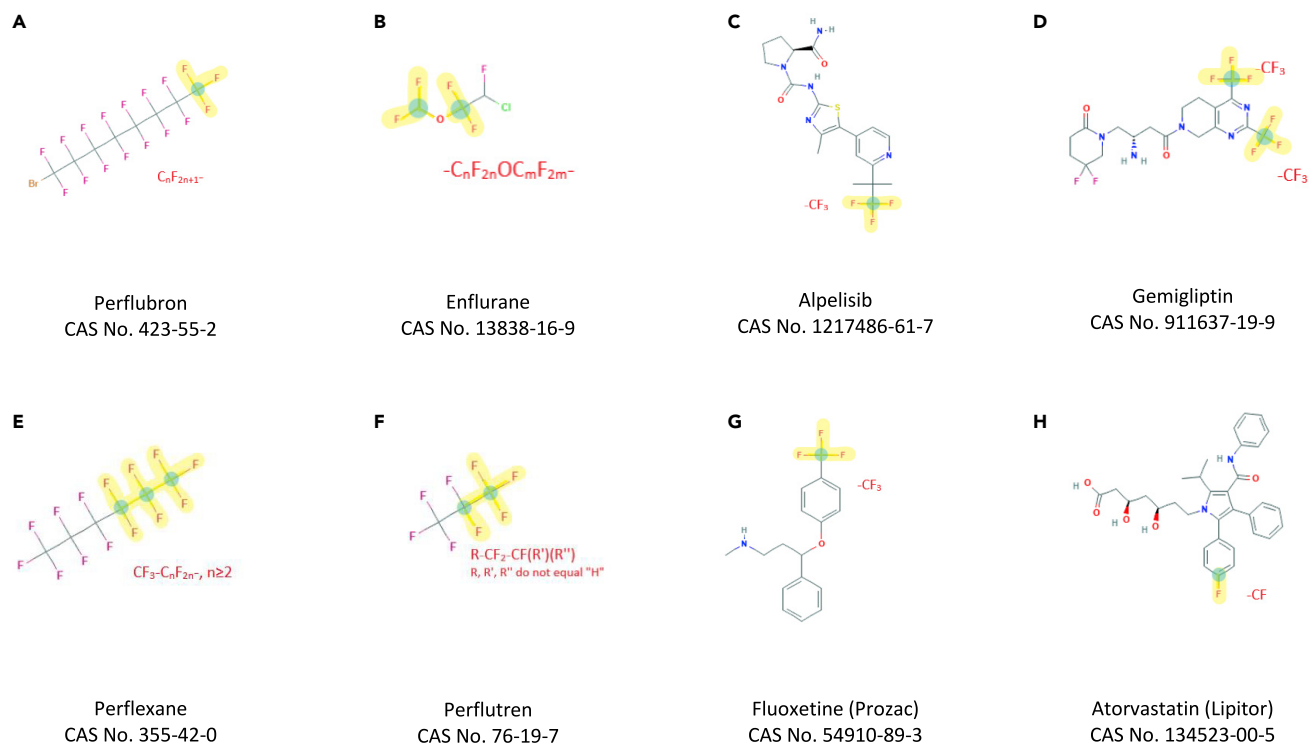 A
B
C
D
F F F F F F F F F F F F F F F F F Br
CₙF₂ₙ₊₁-
F F O F F F Cl
-CₙF₂ₙOCₘF₂ₘ-
H N H O N O NH N S N F F F
-CF₃
F F F -CF₃
O N N H H O N N N F F F F F
-CF₃
Perflubron
CAS No. 423-55-2
Enflurane
CAS No. 13838-16-9
Alpelisib
CAS No. 1217486-61-7
Gemigliptin
CAS No. 911637-19-9
E
F
G
H
F F F F F F F F F F F F F F
CF₃-CₙF₂ₙ-, n≥2
F F F F F F F F
R-CF₂-CF(R')(R'')
R, R', R'' do not equal "H"
F F F
-CF₃
H N O
H N O
H O O O H H O N
F -CF
Perflexane
CAS No. 355-42-0
Perflutren
CAS No. 76-19-7
Fluoxetine (Prozac)
CAS No. 54910-89-3
Atorvastatin (Lipitor)
CAS No. 134523-00-5